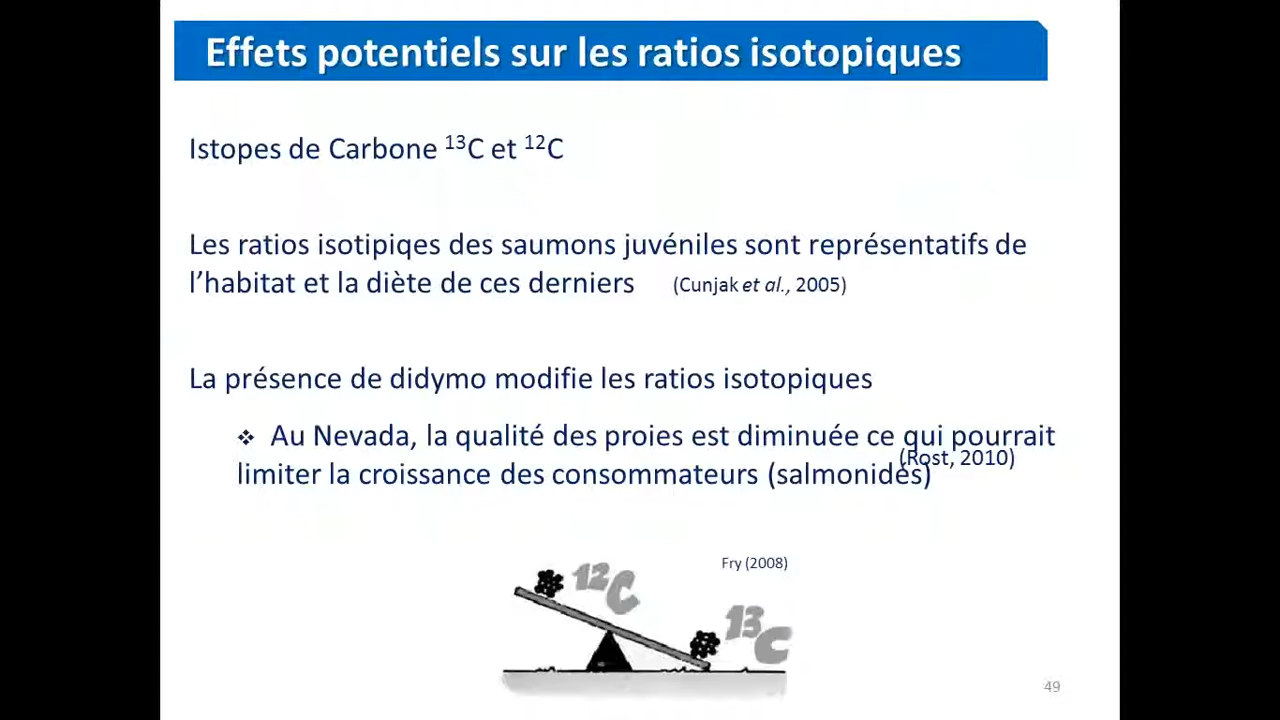 Effets potentiels sur les ratios isotopiques
Istopes de Carbone ¹³C et ¹²C
Les ratios isotipiqes des saumons juvéniles sont représentatifs de
l’habitat et la diète de ces derniers (Cunjak et al., 2005)
La présence de didymo modifie les ratios isotopiques
❖ Au Nevada, la qualité des proies est diminuée ce qui pourrait
(Rost, 2010)
limiter la croissance des consommateurs (salmonidés)
Fry (2008)
12C
13C
49